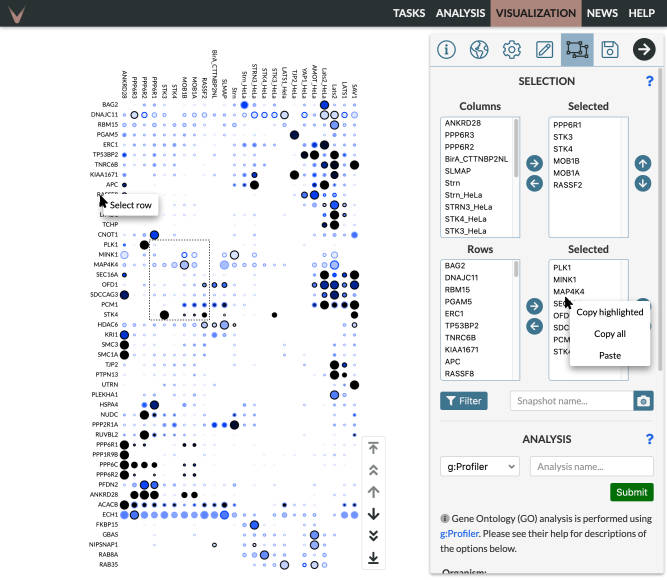 TASKS ANALYSIS VISUALIZATION NEWS HELP
ANKRD28
PPP6R3
PPP6R2
PPP6R1
STK3
STK4
MOB1B
MOB1A
RASSF2
BirA_CTTNBP2NL
SLMAP
Strn
Strn_HeLa
STRN3_HeLa
STK4_HeLa
STK3_HeLa
LATS1_HeLa
TJP2_HeLa
YAP1_HeLa
AMOT_HeLa
Lats2_HeLa
Lats2
LATS1
SAV1
BAG2
DNAJC11
RBM15
PGAM5
ERC1
TP53BP2
TNRC6B
KIAA1671
APC
Select row
TCHP
CNOT1
PLK1
MINK1
MAP4K4
SEC16A
OFD1
SDCCAG3
PCM1
STK4
HDAC6
KRI1
SMC3
SMC1A
TJP2
PTPN13
UTRN
PLEKHA1
HSPA4
NUDC
PPP2R1A
RUVBL2
PPP6R1
PPP1R9B
PPP6C
PPP6R2
PFDN2
ANKRD28
ACACB
ECH1
FKBP15
GBAS
NIPSNAP1
RAB8A
RAB35
SELECTION ?
Columns Selected
ANKRD28
PPP6R3
PPP6R2
BirA_CTTNBP2NL
SLMAP
Strn
Strn_HeLa
STRN3_HeLa
STK4_HeLa
STK3_HeLa
PPP6R1
STK3
STK4
MOB1B
MOB1A
RASSF2
Rows Selected
BAG2
DNAJC11
RBM15
PGAM5
ERC1
TP53BP2
TNRC6B
KIAA1671
APC
RASSF8
PLK1
MINK1
MAP4K4
Copy highlighted
Copy all
Paste
Filter Snapshot name...
ANALYSIS ?
g:Profiler Analysis name...
Submit
Gene Ontology (GO) analysis is performed using
g:Profiler. Please see their help for descriptions of
the options below.
Organism: